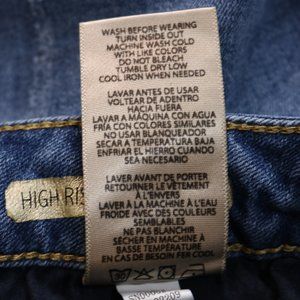 WASH BEFORE WEARING
TURN INSIDE OUT
MACHINE WASH COLD
WITH LIKE COLORS
DO NOT BLEACH
TUMBLE DRY LOW
COOL IRON WHEN NEEDED
LAVAR ANTES DE USAR
VOLTEAR DE ADENTRO
HACIA FUERA
LAVAR A MAQUINA CON AGUA
FRÍA CON COLORES SIMILARES
NO USAR BLANQUEADOR
SECAR A TEMPERATURA BAJA
ENFRIAR EL HIERRO CUANDO
SEA NECESARIO
LAVER AVANT DE PORTER
RETOURNER LE VÊTEMENT
À L'ENVERS
LAVER À LA MACHINE À L'EAU
FROIDE AVEC DES COULEURS
SEMBLABLES
NE PAS BLANCHIR
SÉCHER À MACHINE À
BASSE TEMPÉRATURE
EN CAS DE BESOIN FER COOL
HIGH RIS